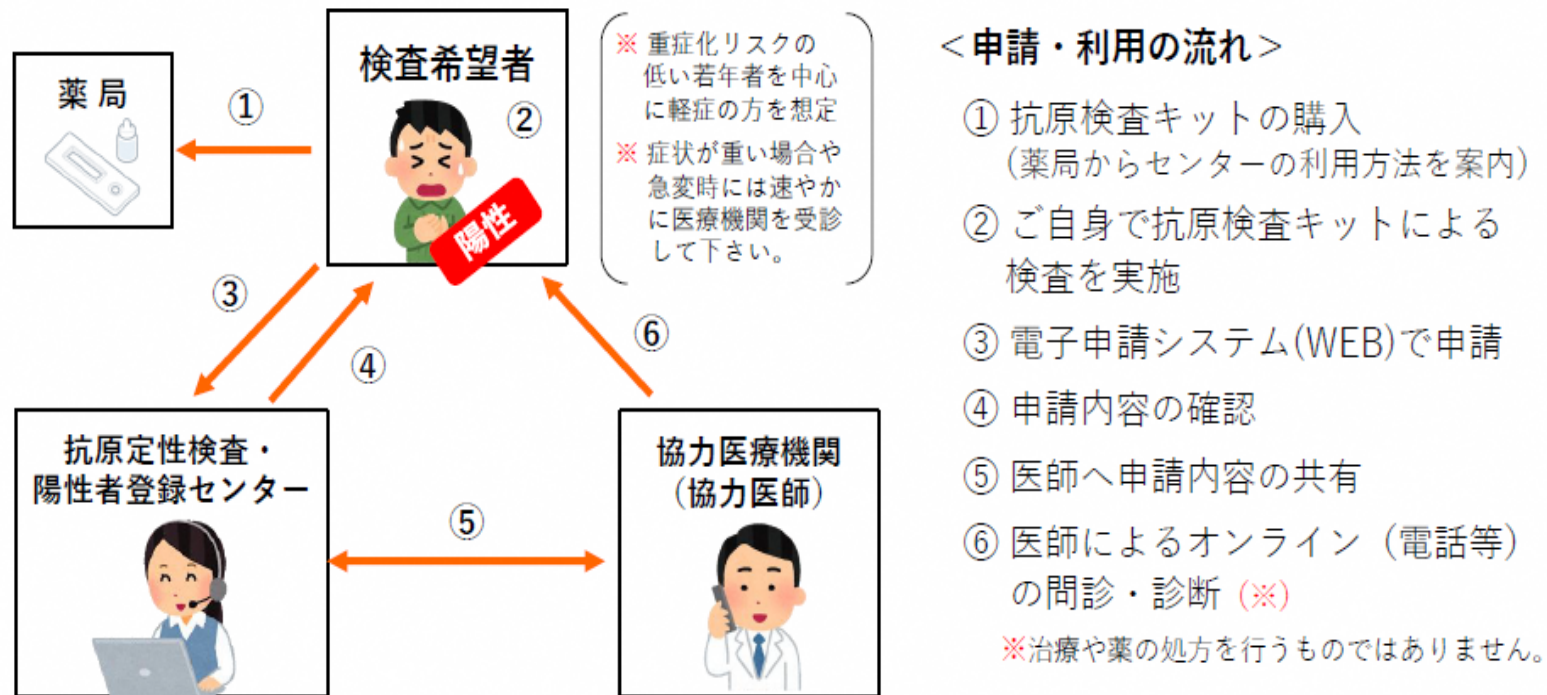 薬 局
①
検査希望者
②
陽性
※ 重症化リスクの
低い若年者を中心
に軽症の方を想定
※ 症状が重い場合や
急変時には速やか
に医療機関を受診
して下さい。
③
④
⑥
抗原定性検査・
陽性者登録センター
⑤
協力医療機関
（協力医師）
＜申請・利用の流れ＞
① 抗原検査キットの購入
（薬局からセンターの利用方法を案内）
② ご自身で抗原検査キットによる
検査を実施
③ 電子申請システム(WEB)で申請
④ 申請内容の確認
⑤ 医師へ申請内容の共有
⑥ 医師によるオンライン（電話等）
の問診・診断（※）
※治療や薬の処方を行うものではありません。